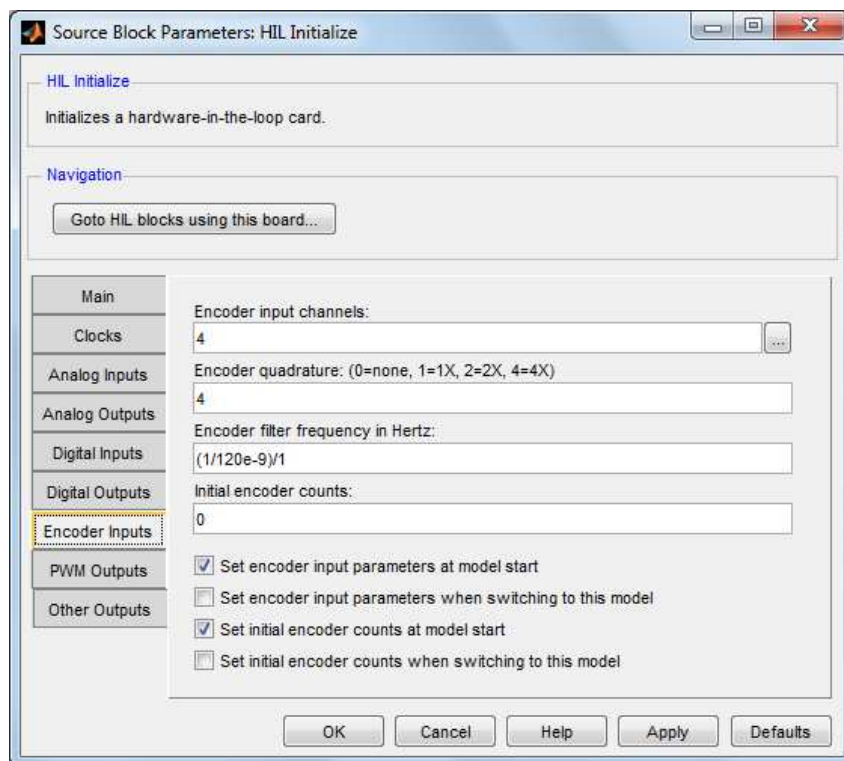 Source Block Parameters: HIL Initialize
HIL Initialize
Initializes a hardware-in-the-loop card.
Navigation
Goto HIL blocks using this board...
Main
Clocks
Analog Inputs
Analog Outputs
Digital Inputs
Digital Outputs
Encoder Inputs
PWM Outputs
Other Outputs
Encoder input channels:
4
...
Encoder quadrature: (0=none, 1=1X, 2=2X, 4=4X)
4
Encoder filter frequency in Hertz:
(1/120e-9)/1
Initial encoder counts:
0
Set encoder input parameters at model start
Set encoder input parameters when switching to this model
Set initial encoder counts at model start
Set initial encoder counts when switching to this model
OK Cancel Help Apply Defaults